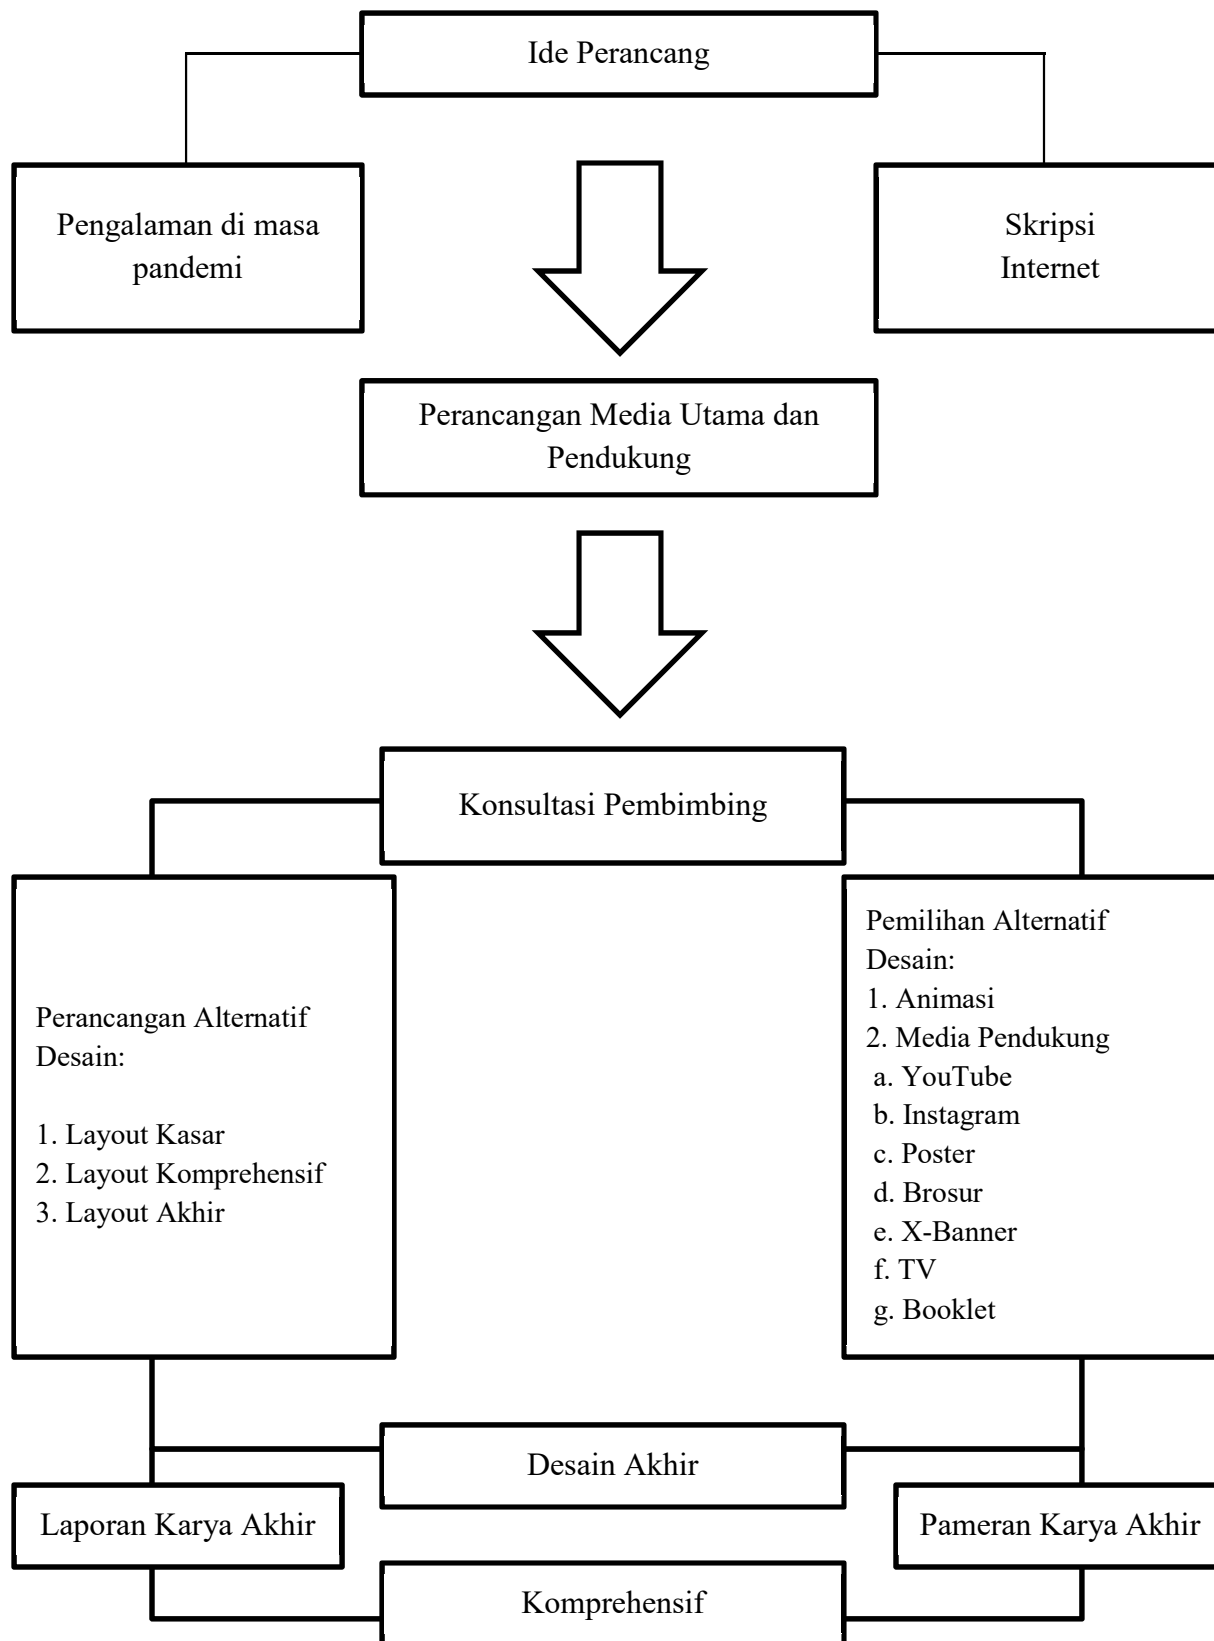 Ide Perancang
Pengalaman di masa
pandemi
Skripsi
Internet
Perancangan Media Utama dan
Pendukung
Konsultasi Pembimbing
Perancangan Alternatif
Desain:
1. Layout Kasar
2. Layout Komprehensif
3. Layout Akhir
Pemilihan Alternatif
Desain:
1. Animasi
2. Media Pendukung
a. YouTube
b. Instagram
c. Poster
d. Brosur
e. X-Banner
f. TV
g. Booklet
Desain Akhir
Laporan Karya Akhir
Pameran Karya Akhir
Komprehensif